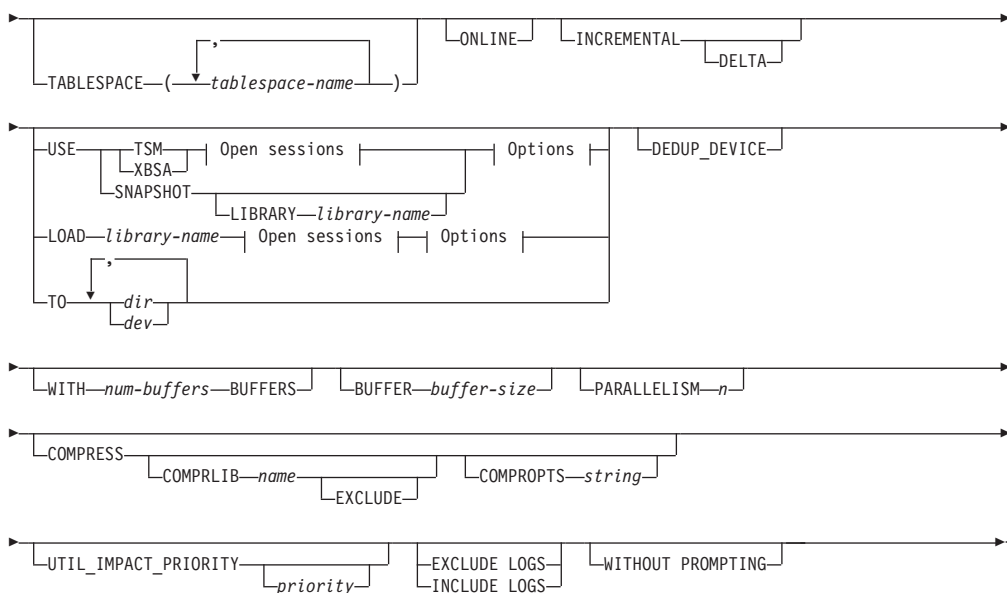 ,
ONLINE INCREMENTAL
TABLESPACE ( tablespace-name ) DELTA
USE TSM Open sessions Options DEDUP_DEVICE
XBSA
SNAPSHOT
LIBRARY library-name
LOAD library-name Open sessions Options
,
TO dir
dev
WITH num-buffers BUFFERS BUFFER buffer-size PARALLELISM n
COMPRESS
COMPRLIB name COMPROPTS string
EXCLUDE
UTIL_IMPACT_PRIORITY EXCLUDE LOGS WITHOUT PROMPTING
priority INCLUDE LOGS